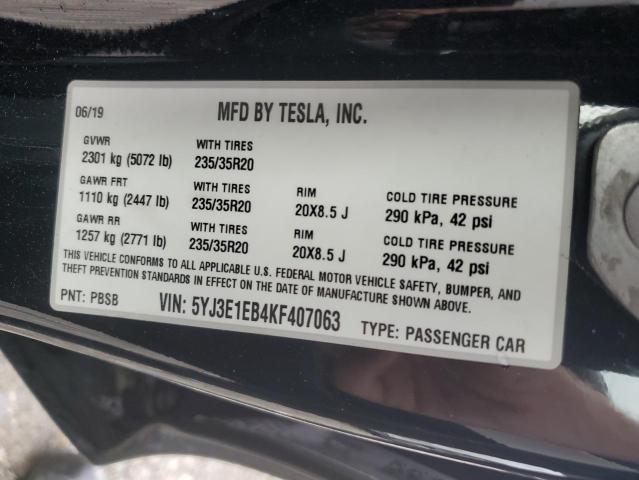 06/19 MFD BY TESLA, INC.
GVWR WITH TIRES
2301 kg (5072 lb) 235/35R20
GAWR FRT WITH TIRES RIM COLD TIRE PRESSURE
1110 kg (2447 lb) 235/35R20 20X8.5 J 290 kPa, 42 psi
GAWR RR WITH TIRES RIM COLD TIRE PRESSURE
1257 kg (2771 lb) 235/35R20 20X8.5 J 290 kPa, 42 psi
THIS VEHICLE CONFORMS TO ALL APPLICABLE U.S. FEDERAL MOTOR VEHICLE SAFETY, BUMPER, AND
THEFT PREVENTION STANDARDS IN EFFECT ON THE DATE OF MANUFACTURE SHOWN ABOVE.
PNT: PBSB VIN: 5YJ3E1EB4KF407063 TYPE: PASSENGER CAR